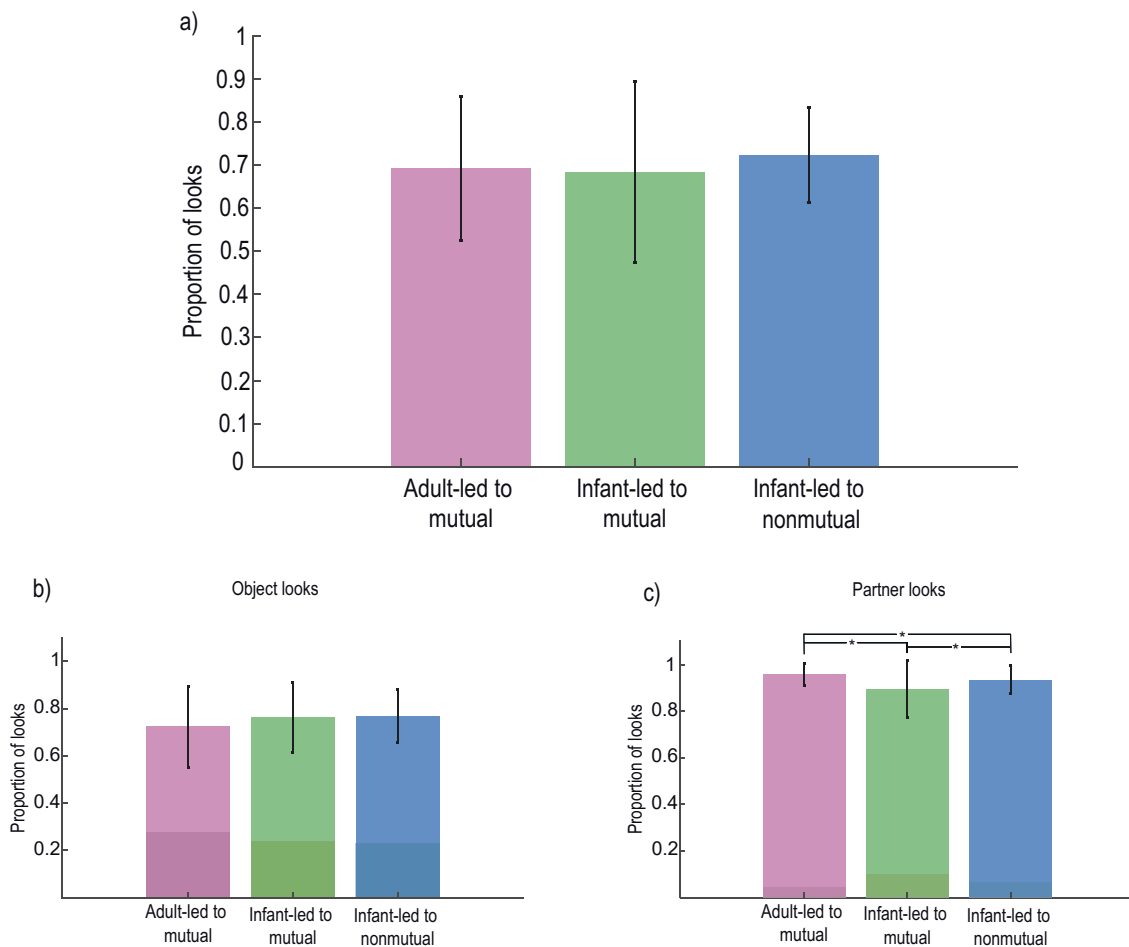 a)
1
0.9
0.8
0.7
0.6
0.5
0.4
0.3
0.2
0.1
0
Proportion of looks
Adult-led to
mutual
Infant-led to
mutual
Infant-led to
nonmutual
b)
Object looks
1
0.8
0.6
0.4
0.2
Proportion of looks
Adult-led to
mutual
Infant-led to
mutual
Infant-led to
nonmutual
c)
Partner looks
*
*
*
1
0.8
0.6
0.4
0.2
Proportion of looks
Adult-led to
mutual
Infant-led to
mutual
Infant-led to
nonmutual